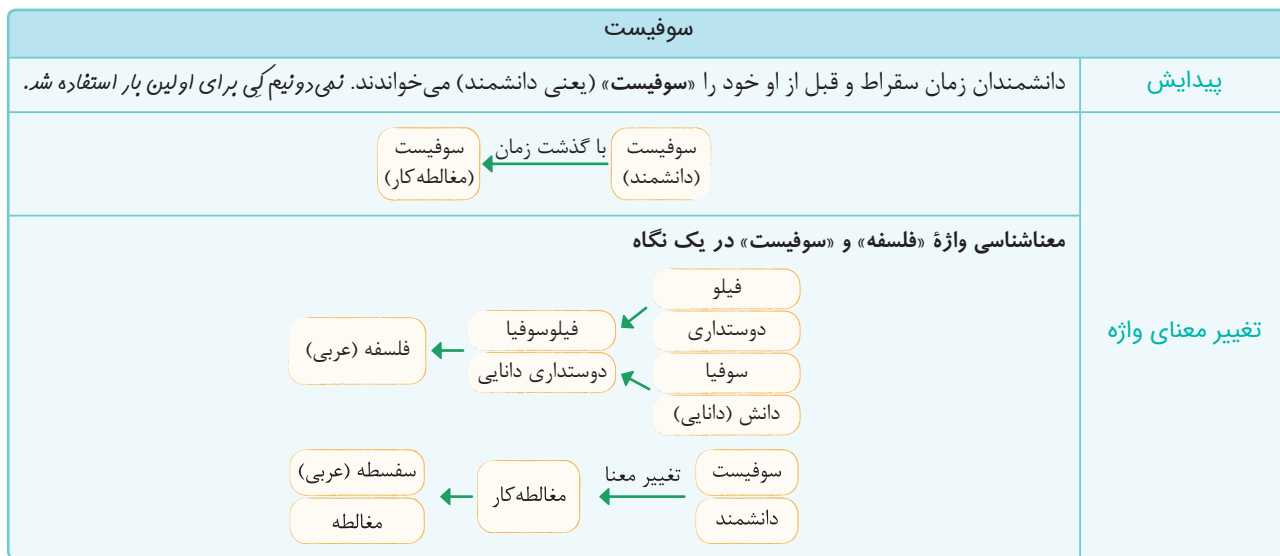 سوفیست
پیدایش
دانشمندان زمان سقراط و قبل از او خود را «سوفیست» (یعنی دانشمند) می‌خواندند. نمی‌دونیم کِی برای اولین بار استفاده شد.
تغییر معنای واژه
سوفیست
(دانشمند)
با گذشت زمان
سوفیست
(مغالطه‌کار)
معناشناسی واژهٔ «فلسفه» و «سوفیست» در یک نگاه
فیلو
دوستداری
سوفیا
دانش (دانایی)
فیلوسوفیا
دوستداری دانایی
فلسفه (عربی)
سوفیست
دانشمند
تغییر معنا
مغالطه‌کار
سفسطه (عربی)
مغالطه